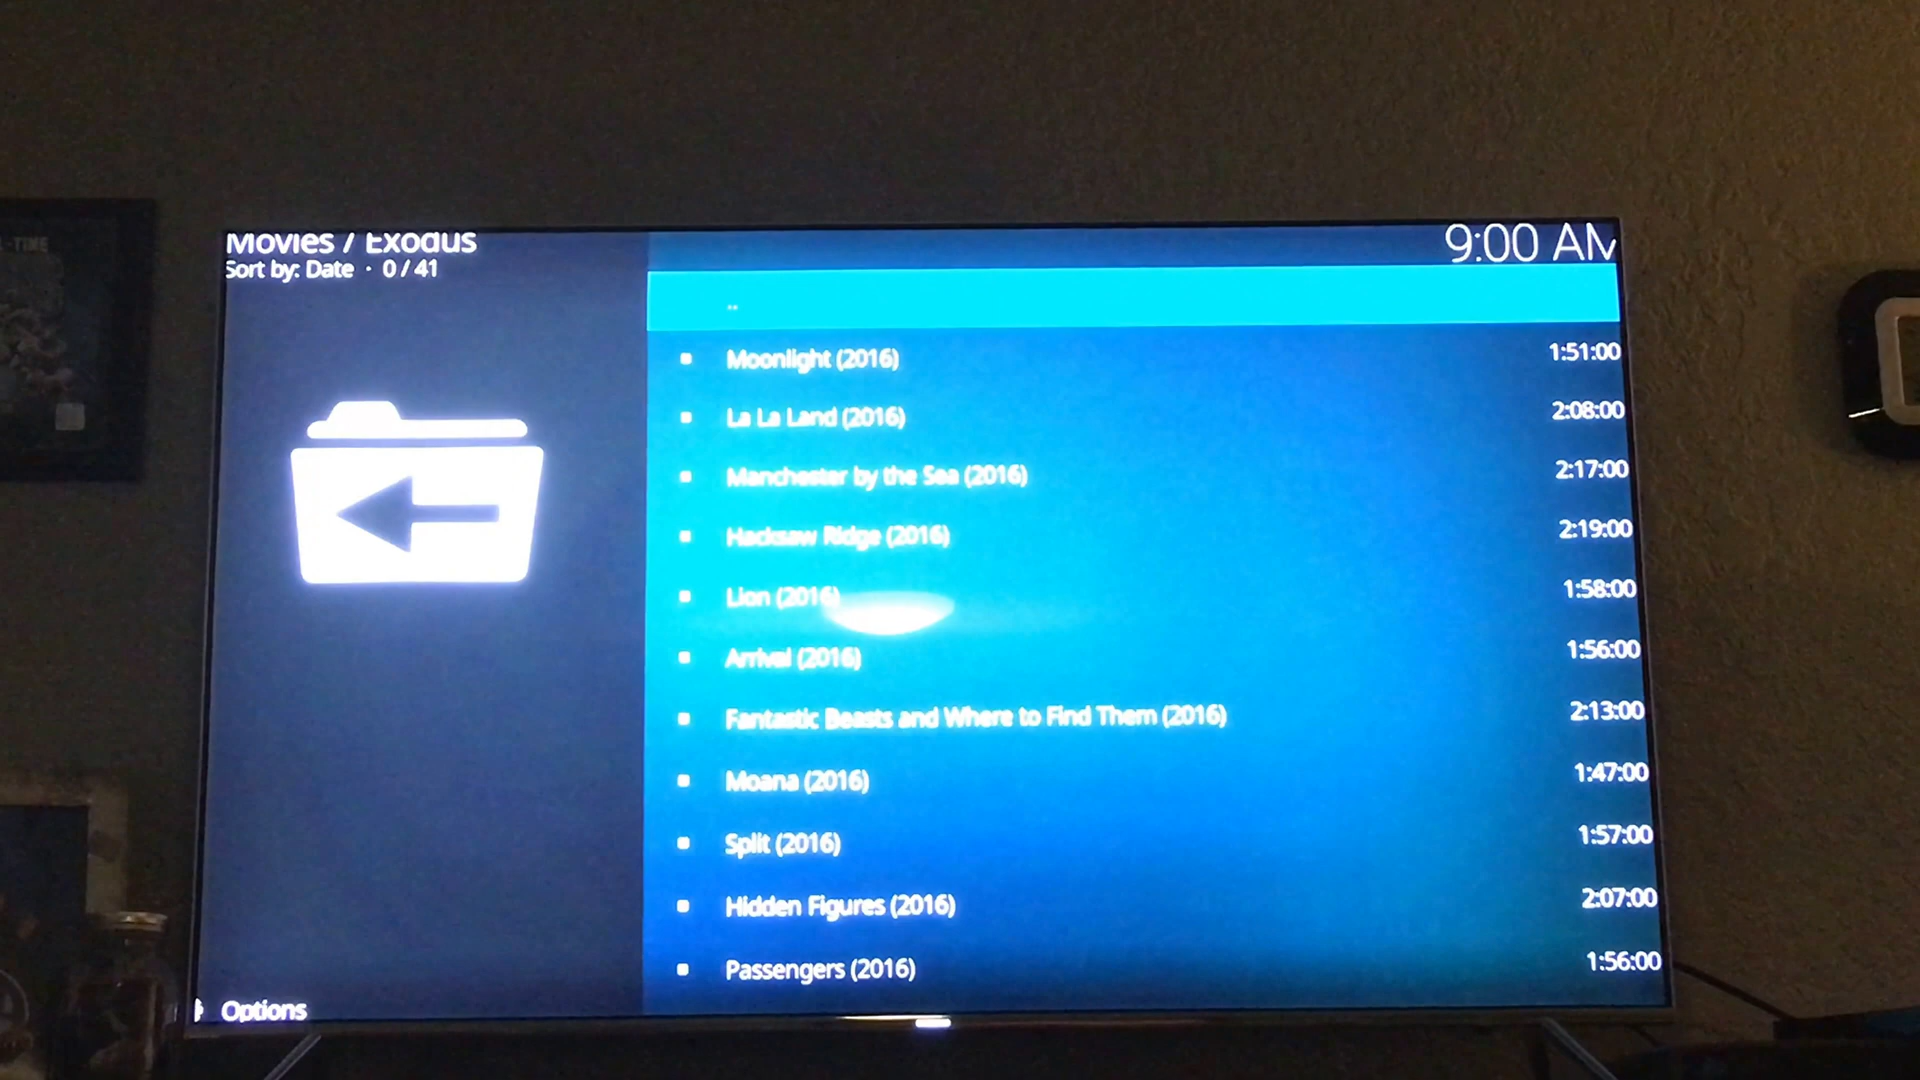 Movies / Exodus
Sort by: Date · 0 / 41
9:00 AM
..
Moonlight (2016) 1:51:00
La La Land (2016) 2:08:00
Manchester by the Sea (2016) 2:17:00
Hacksaw Ridge (2016) 2:19:00
Lion (2016) 1:58:00
Arrival (2016) 1:56:00
Fantastic Beasts and Where to Find Them (2016) 2:13:00
Moana (2016) 1:47:00
Split (2016) 1:57:00
Hidden Figures (2016) 2:07:00
Passengers (2016) 1:56:00
Options
-TIME